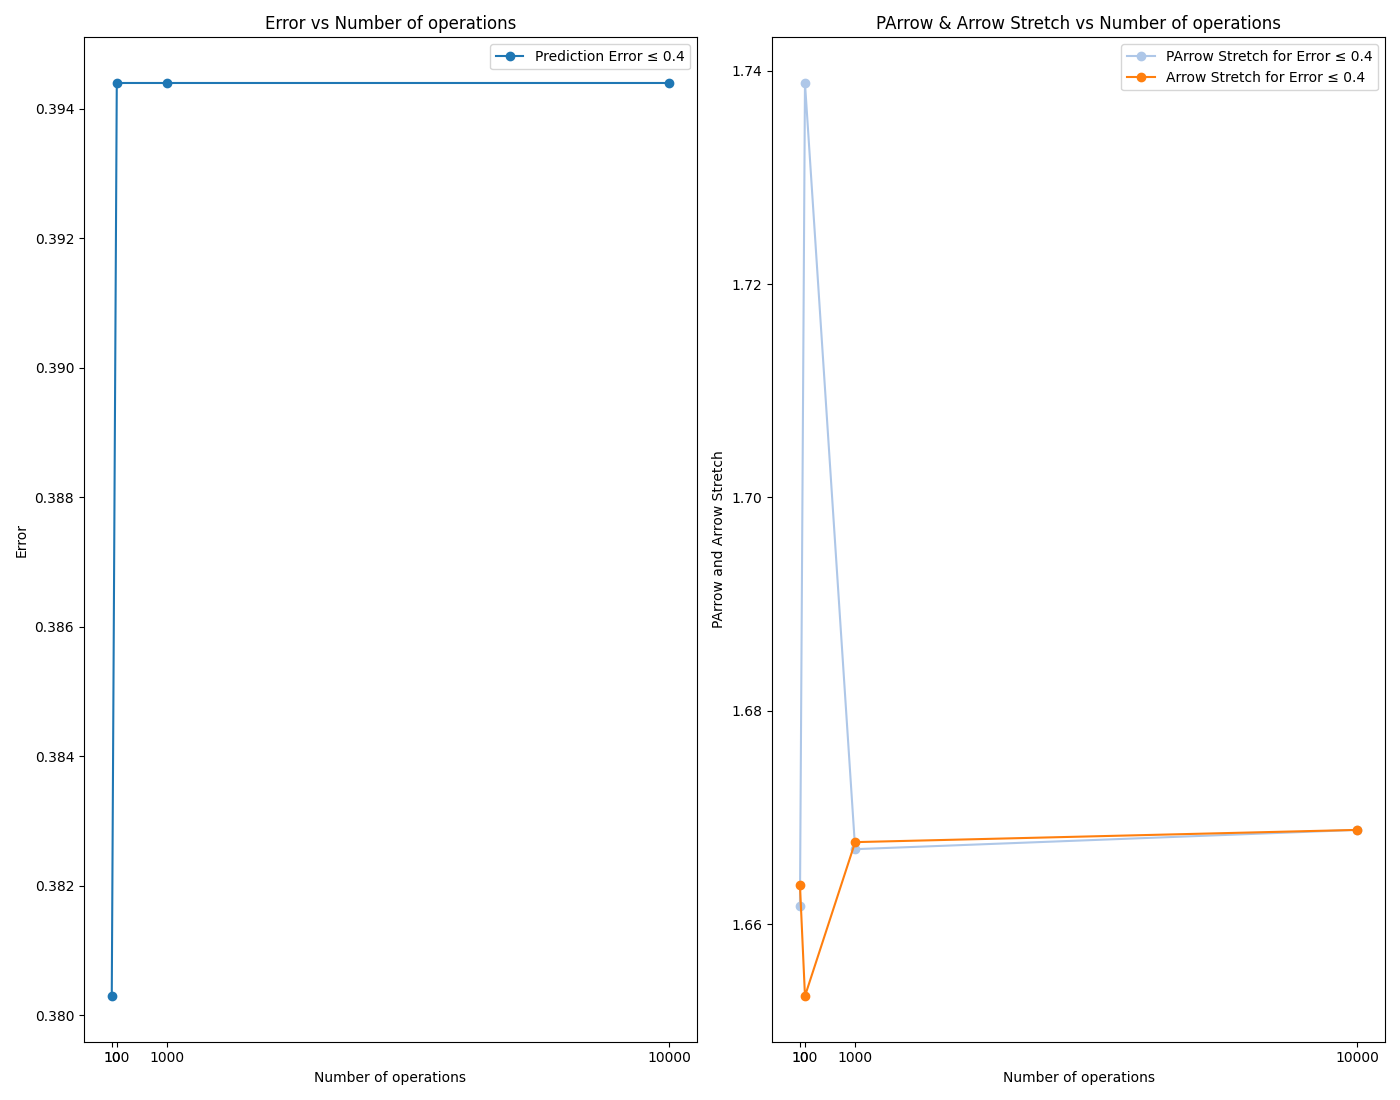 Error vs Number of operations
Prediction Error ≤ 0.4
0.394
0.392
0.390
0.388
0.386
0.384
0.382
0.380
Error
10
100
1000
10000
Number of operations
PArrow & Arrow Stretch vs Number of operations
PArrow Stretch for Error ≤ 0.4
Arrow Stretch for Error ≤ 0.4
1.74
1.72
1.70
1.68
1.66
PArrow and Arrow Stretch
10
100
1000
10000
Number of operations